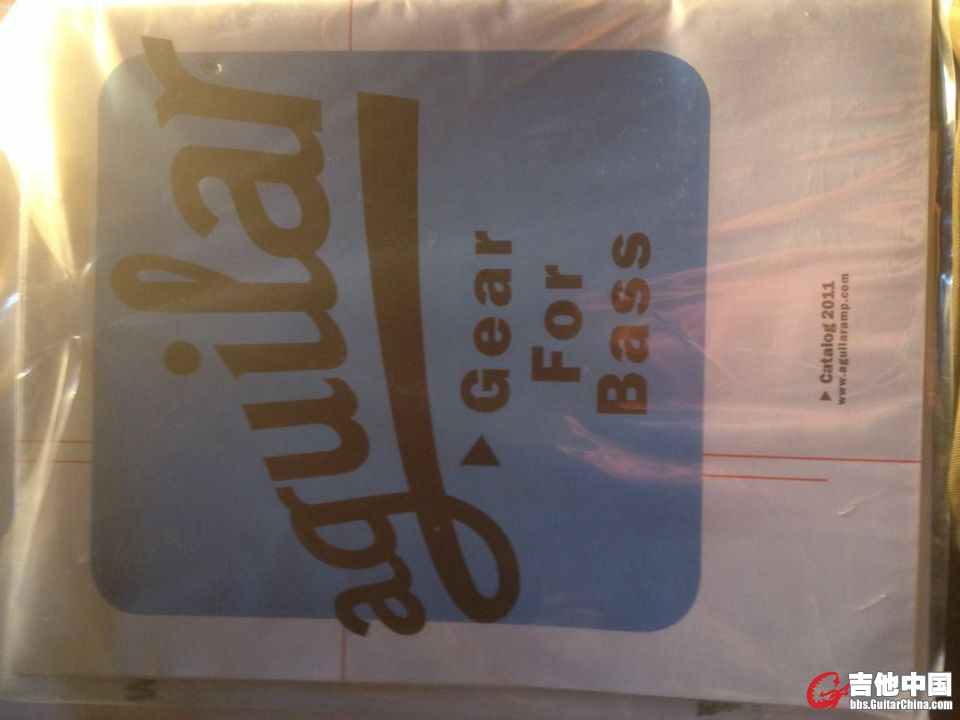 aguilar®
▶ Gear
For
Bass
▶ Catalog 2011
www.aguilaramp.com
吉他中国
bbs.GuitarChina.com